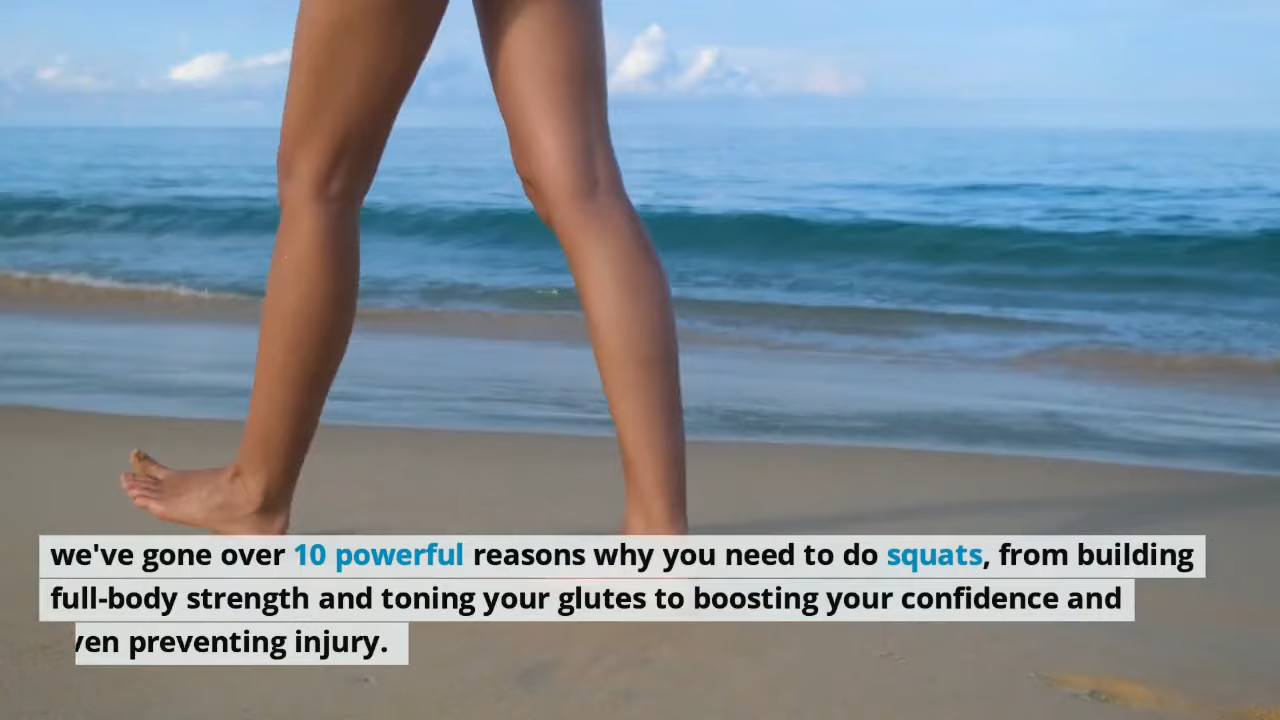 we've gone over 10 powerful reasons why you need to do squats, from building
full-body strength and toning your glutes to boosting your confidence and
ven preventing injury.